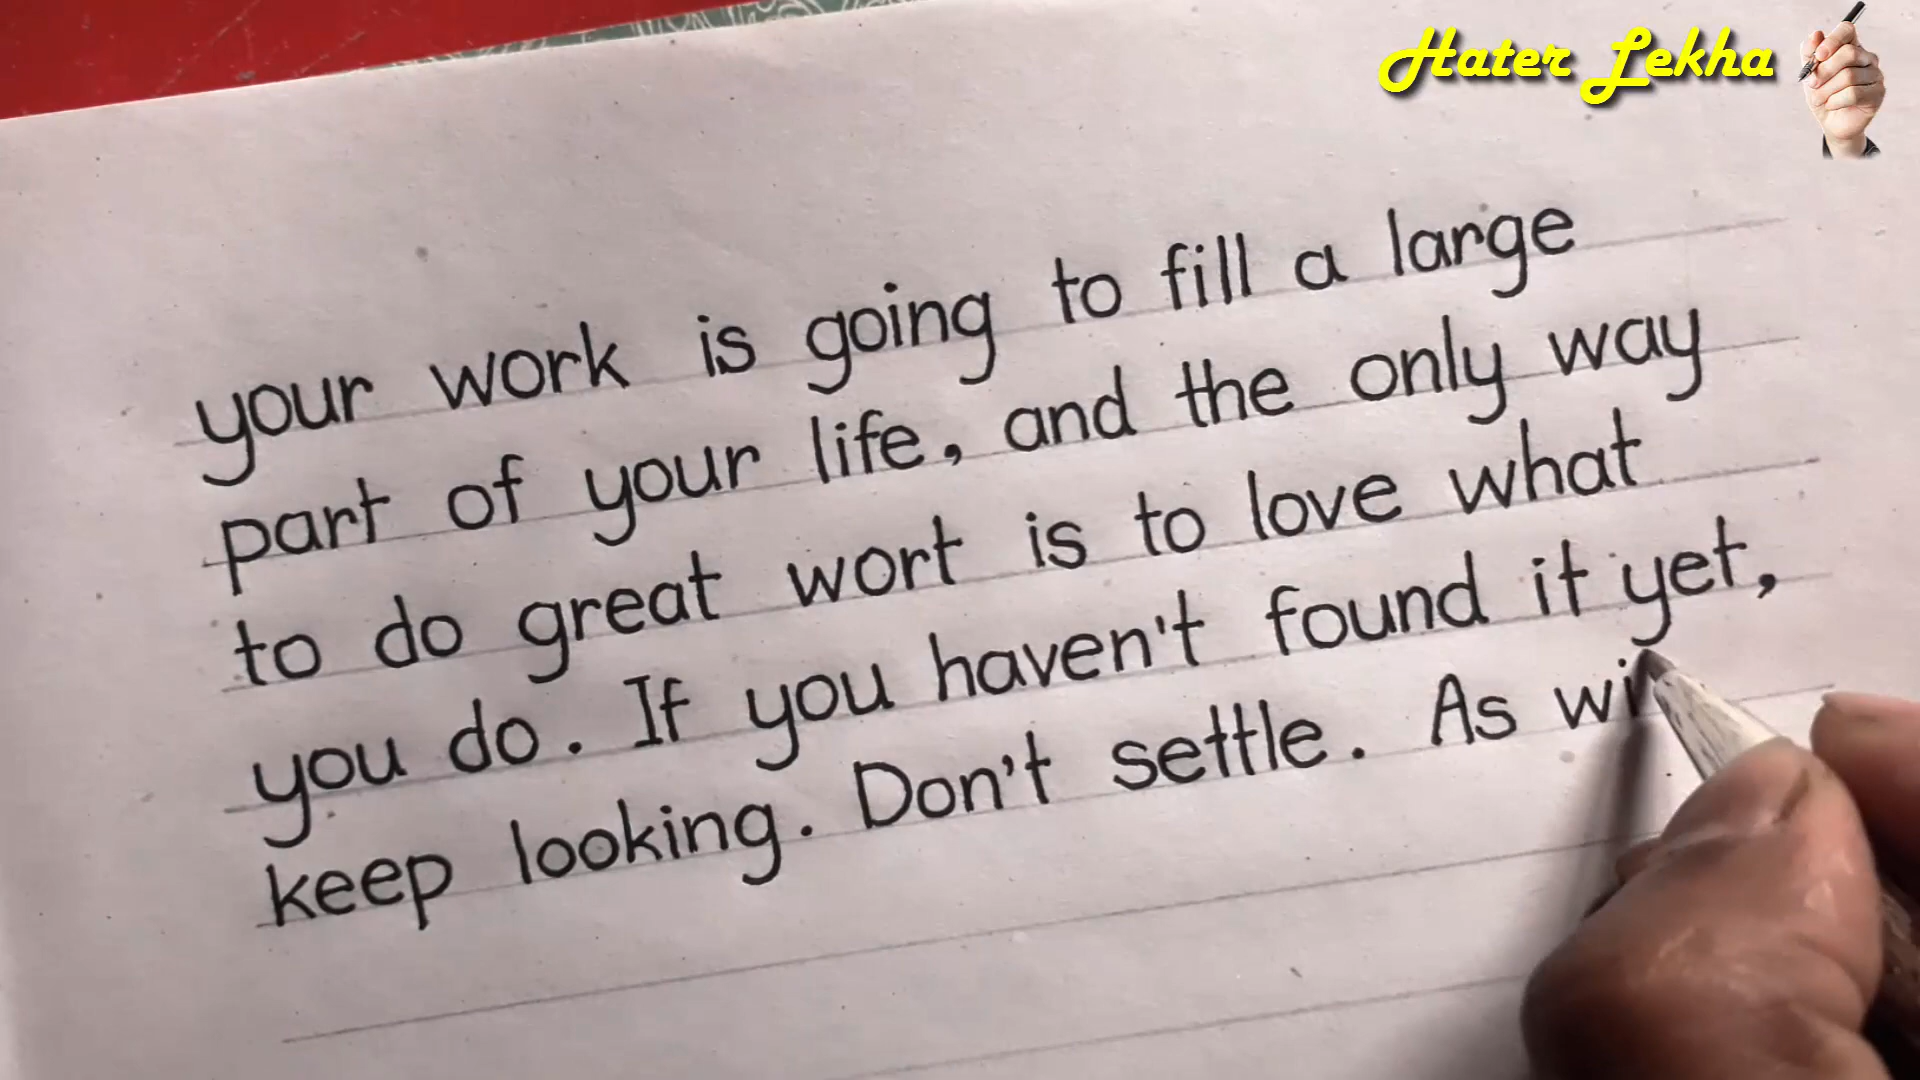 Hater Lekha
your work is going to fill a large
part of your life, and the only way
to do great wort is to love what
you do. If you haven't found it yet,
keep looking. Don't settle. As wi